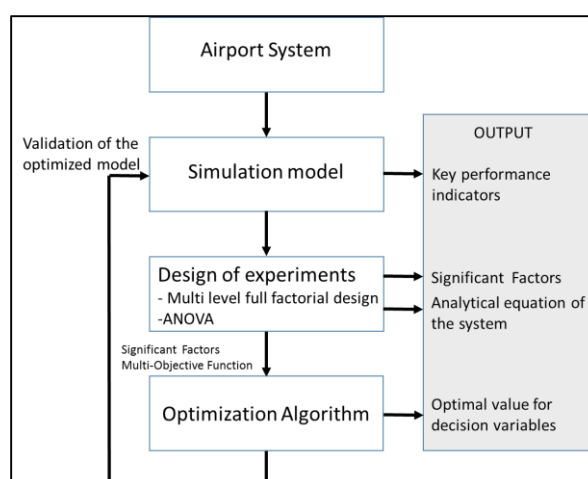 Airport System
Validation of the
optimized model
Simulation model
OUTPUT
Key performance
indicators
Design of experiments
- Multi level full factorial design
-ANOVA
Significant Factors
Analytical equation of
the system
Significant Factors
Multi-Objective Function
Optimization Algorithm
Optimal value for
decision variables